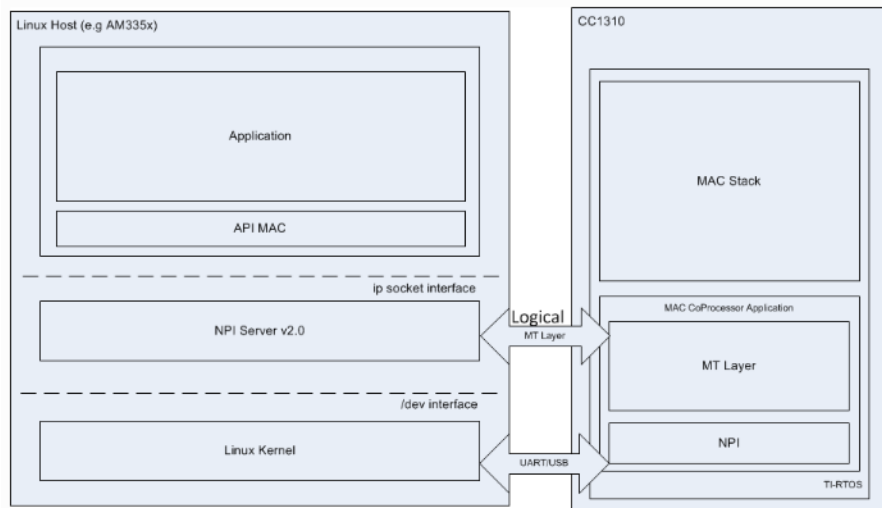 Linux Host (e.g AM335x)
Application
API MAC
ip socket interface
NPI Server v2.0
/dev interface
Linux Kernel
Logical
MT Layer
UART/USB
CC1310
MAC Stack
MAC CoProcessor Application
MT Layer
NPI
TI-RTOS